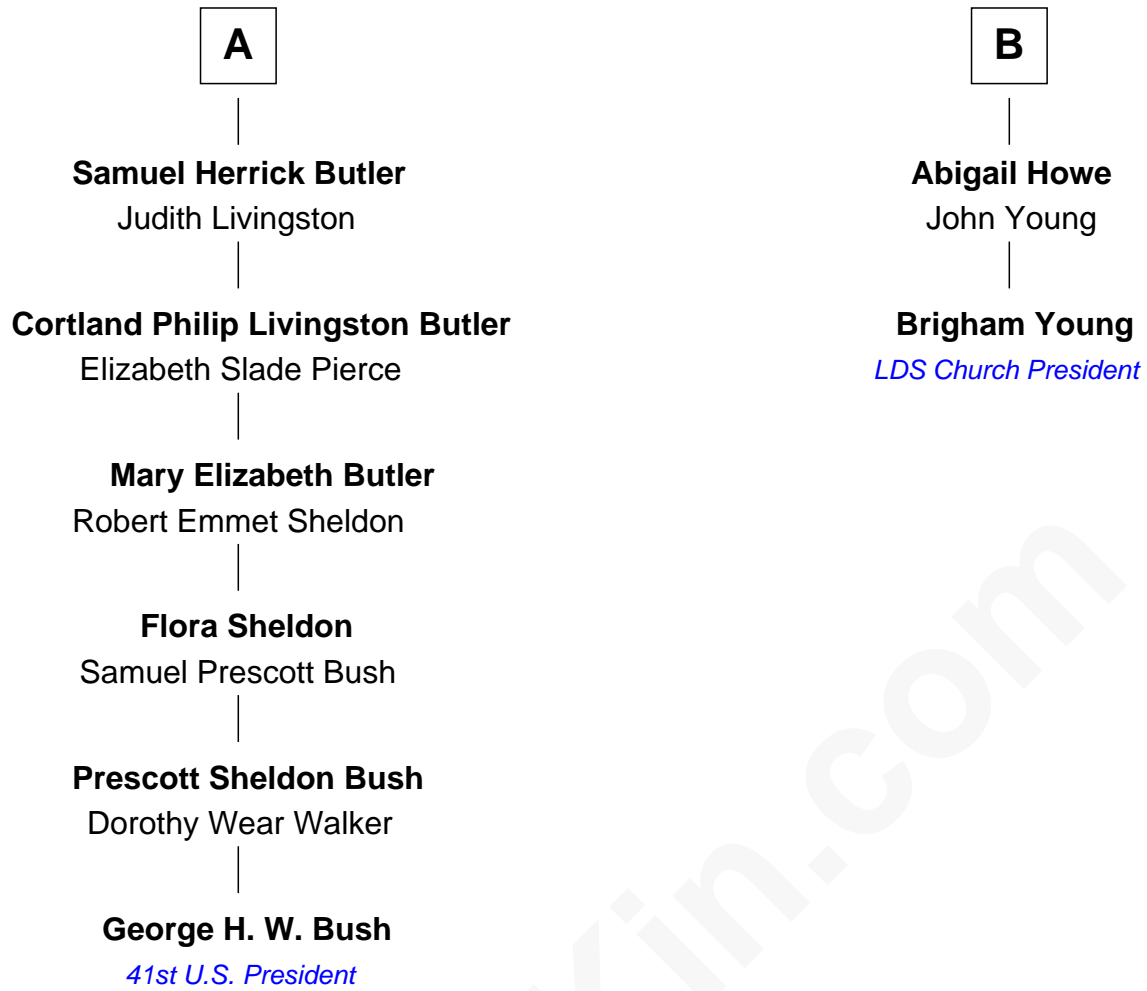 A
Samuel Herrick Butler
Judith Livingston
Cortland Philip Livingston Butler
Elizabeth Slade Pierce
Mary Elizabeth Butler
Robert Emmet Sheldon
Flora Sheldon
Samuel Prescott Bush
Prescott Sheldon Bush
Dorothy Wear Walker
George H. W. Bush
41st U.S. President
B
Abigail Howe
John Young
Brigham Young
LDS Church President
in.com